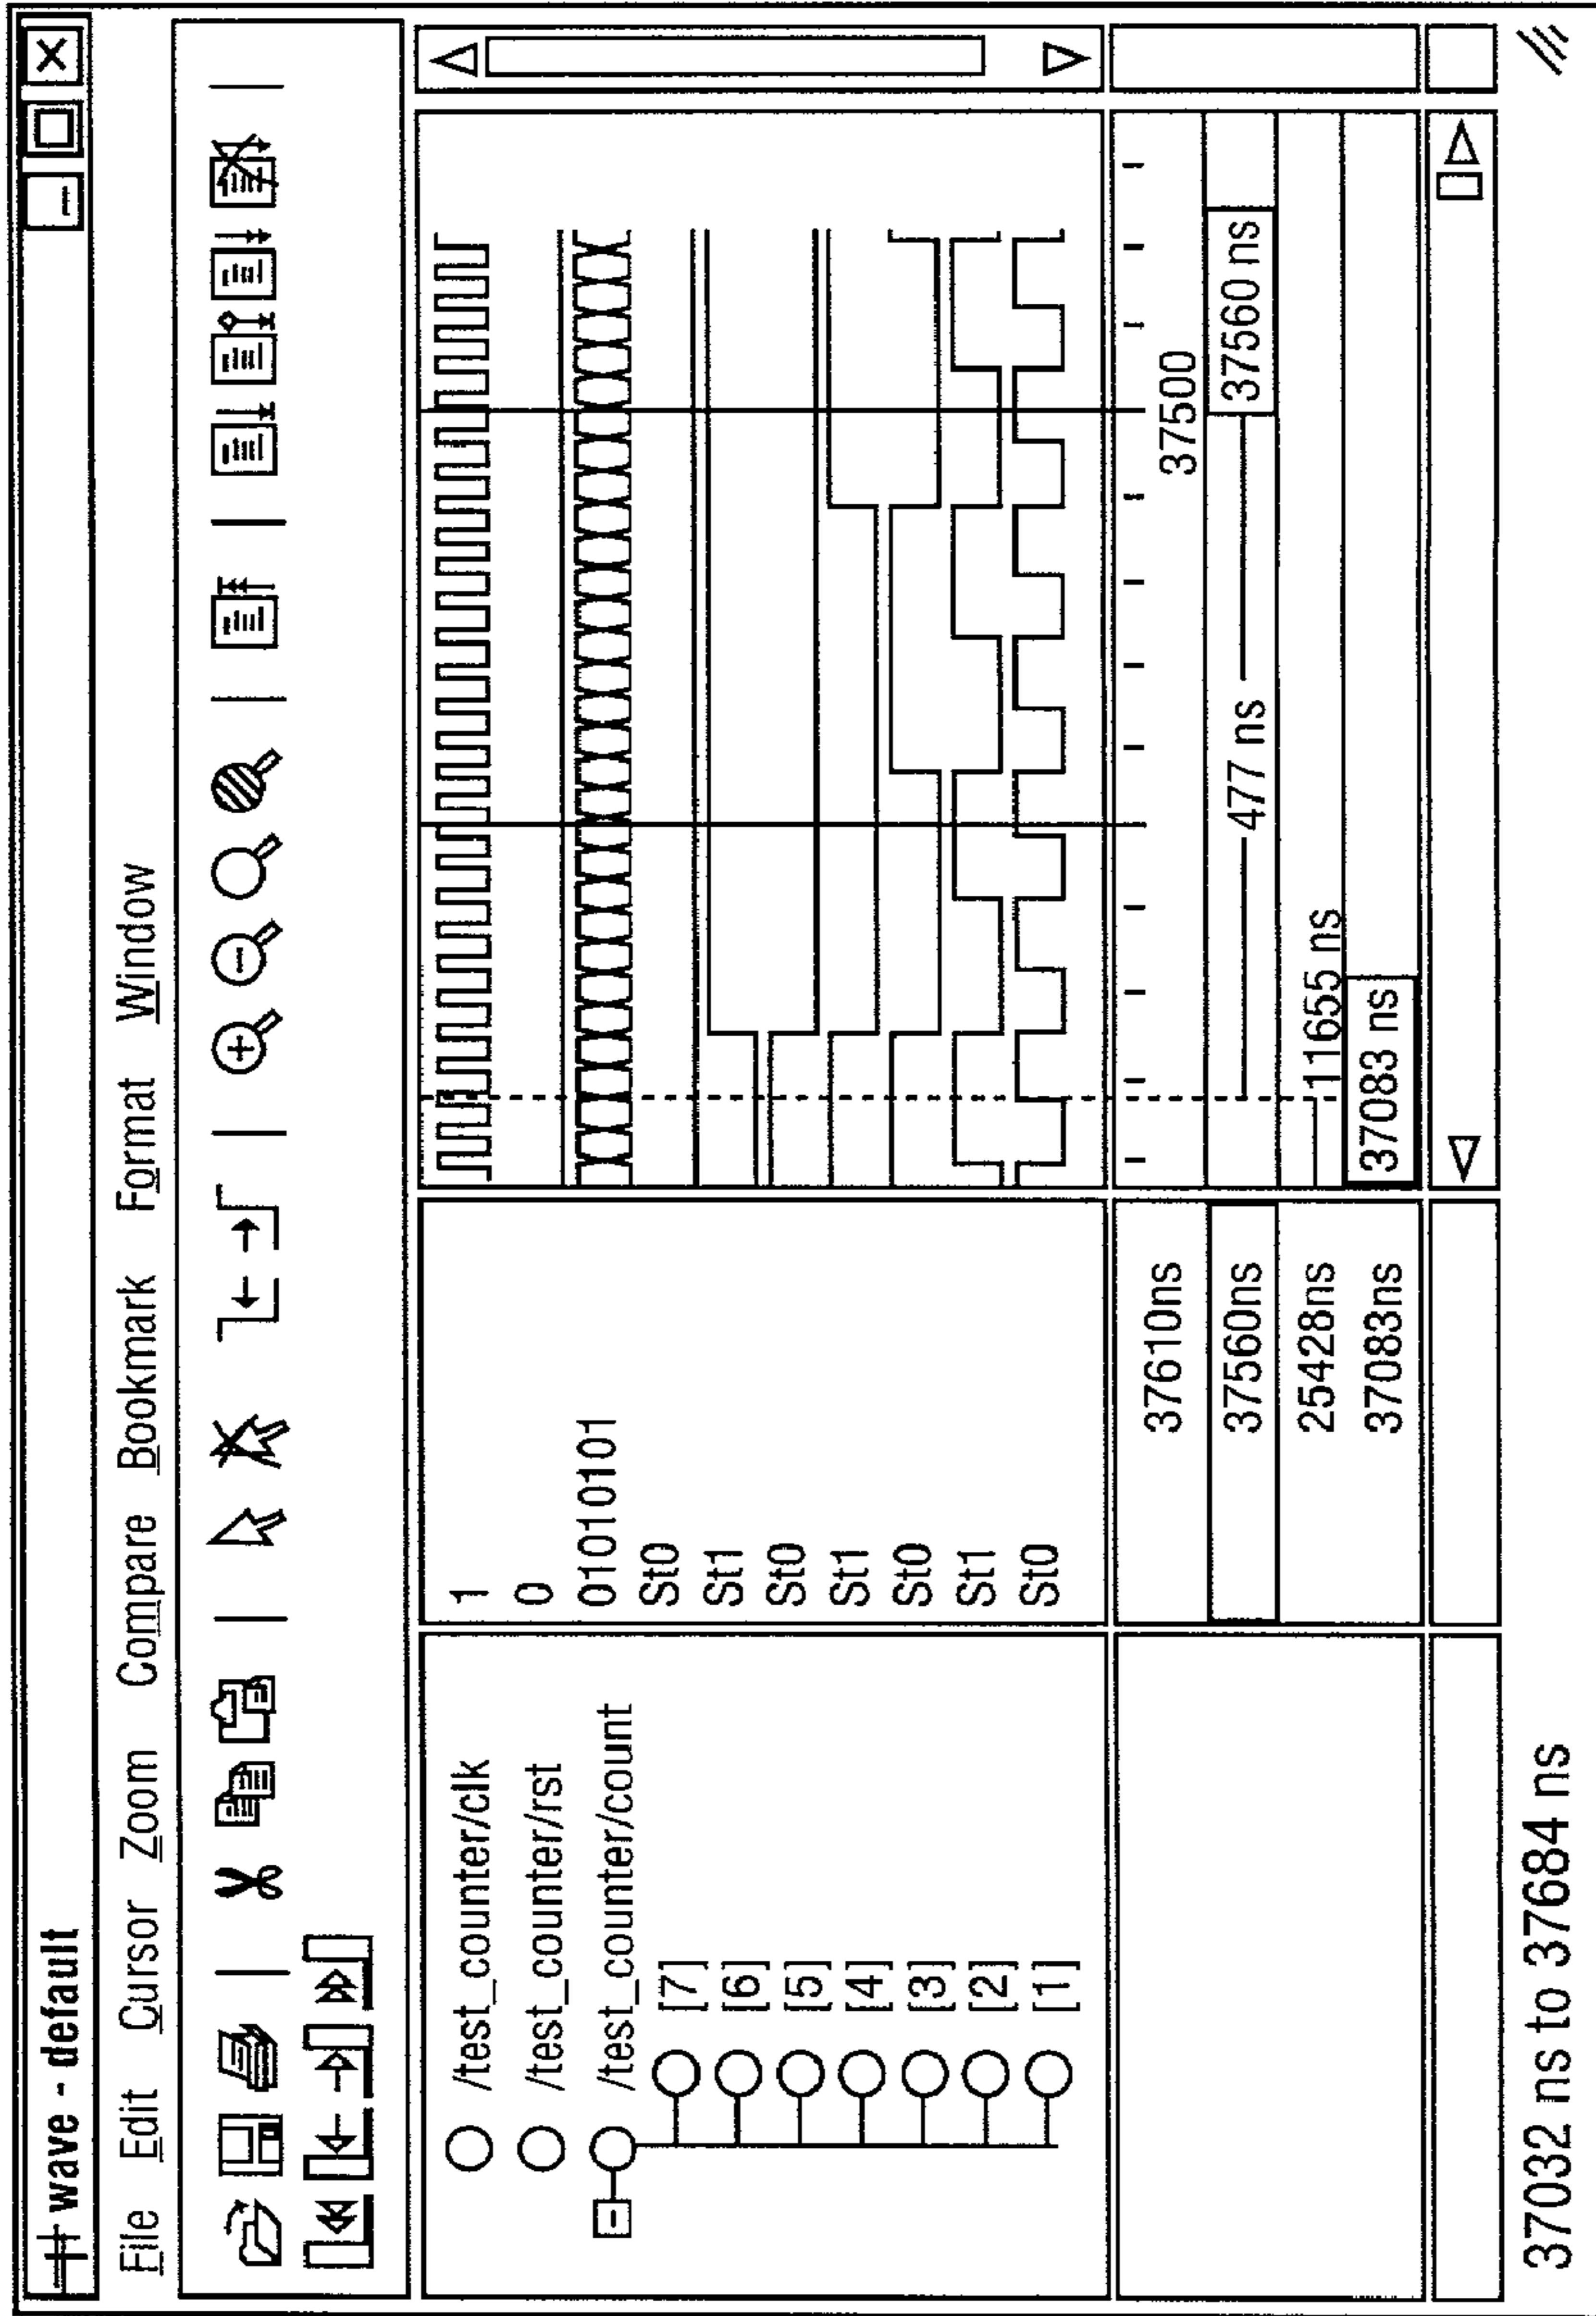 wave - default
File Edit Cursor Zoom Compare Bookmark Format Window
/test_counter/clk
/test_counter/rst
/test_counter/count
[7]
[6]
[5]
[4]
[3]
[2]
[1]
1
0
01010101
St0
St1
St0
St1
St0
St1
St0
37610ns
37560ns
25428ns
37083ns
37500
477 ns
37560 ns
11655 ns
37083 ns
37032 ns to 37684 ns